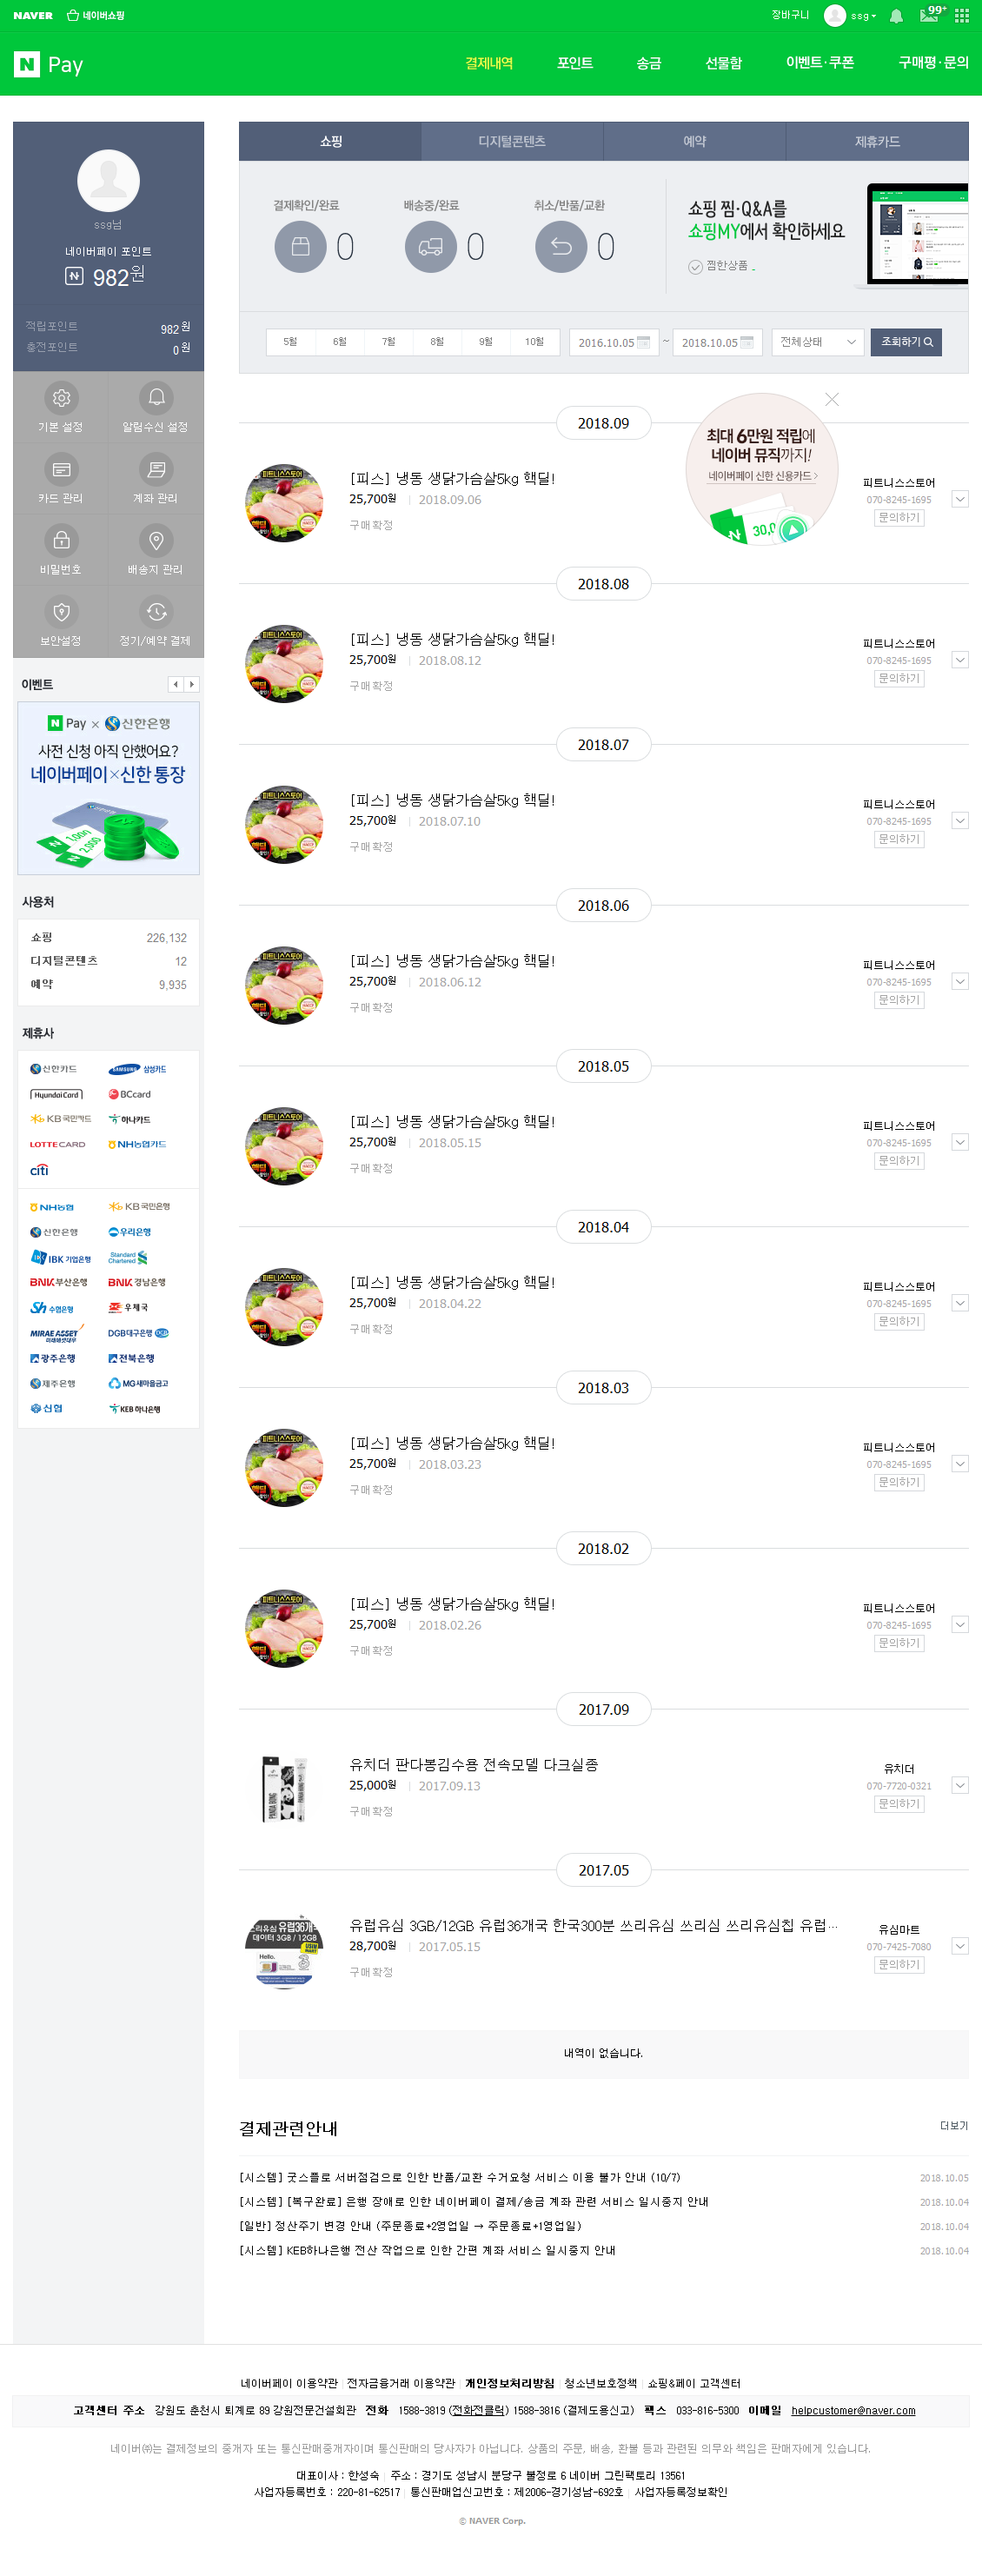 NAVER 네이버쇼핑 장바구니 ssg 99+
N Pay 결제내역 포인트 송금 선물함 이벤트·쿠폰 구매평·문의
ssg님
네이버페이 포인트
982원
적립포인트 982원
충전포인트 0원
기본 설정 알림수신 설정
카드 관리 계좌 관리
비밀번호 배송지 관리
보안설정 정기/예약 결제
이벤트
N Pay × 신한은행
사전 신청 아직 안했어요?
네이버페이×신한 통장
1,000
2,000
사용처
쇼핑 226,132
디지털콘텐츠 12
예약 9,935
제휴사
신한카드 SAMSUNG 삼성카드
HyundaiCard BCcard
KB국민카드 하나카드
LOTTECARD NH농협카드
citi
NH농협 KB국민은행
신한은행 우리은행
IBK기업은행 Standard Chartered
BNK부산은행 BNK경남은행
Sh수협은행 우체국
MIRAE ASSET 미래에셋대우 DGB대구은행
광주은행 전북은행
제주은행 MG새마을금고
신협 KEB하나은행
쇼핑 디지털콘텐츠 예약 제휴카드
결제확인/완료 0
배송중/완료 0
취소/반품/교환 0
쇼핑 찜·Q&A를
쇼핑MY에서 확인하세요
찜한상품 -
5월 6월 7월 8월 9월 10월 2016.10.05 ~ 2018.10.05 전체상태 조회하기
최대 6만원 적립에
네이버 뮤직까지!
네이버페이 신한 신용카드>
30,0
2018.09
[피스] 냉동 생닭가슴살5kg 핵딜!
25,700원 2018.09.06
구매확정
피트니스스토어
070-8245-1695
문의하기
2018.08
[피스] 냉동 생닭가슴살5kg 핵딜!
25,700원 2018.08.12
구매확정
피트니스스토어
070-8245-1695
문의하기
2018.07
[피스] 냉동 생닭가슴살5kg 핵딜!
25,700원 2018.07.10
구매확정
피트니스스토어
070-8245-1695
문의하기
2018.06
[피스] 냉동 생닭가슴살5kg 핵딜!
25,700원 2018.06.12
구매확정
피트니스스토어
070-8245-1695
문의하기
2018.05
[피스] 냉동 생닭가슴살5kg 핵딜!
25,700원 2018.05.15
구매확정
피트니스스토어
070-8245-1695
문의하기
2018.04
[피스] 냉동 생닭가슴살5kg 핵딜!
25,700원 2018.04.22
구매확정
피트니스스토어
070-8245-1695
문의하기
2018.03
[피스] 냉동 생닭가슴살5kg 핵딜!
25,700원 2018.03.23
구매확정
피트니스스토어
070-8245-1695
문의하기
2018.02
[피스] 냉동 생닭가슴살5kg 핵딜!
25,700원 2018.02.26
구매확정
피트니스스토어
070-8245-1695
문의하기
2017.09
유치더 판다봉김수용 전속모델 다크실종
25,000원 2017.09.13
구매확정
유치더
070-7720-0321
문의하기
2017.05
유럽유심 3GB/12GB 유럽36개국 한국300분 쓰리유심 쓰리심 쓰리유심칩 유럽...
28,700원 2017.05.15
구매확정
유심마트
070-7425-7080
문의하기
내역이 없습니다.
결제관련안내 더보기
[시스템] 굿스플로 서버점검으로 인한 반품/교환 수거요청 서비스 이용 불가 안내 (10/7) 2018.10.05
[시스템] [복구완료] 은행 장애로 인한 네이버페이 결제/송금 계좌 관련 서비스 일시중지 안내 2018.10.04
[일반] 정산주기 변경 안내 (주문종료+2영업일 → 주문종료+1영업일) 2018.10.04
[시스템] KEB하나은행 전산 작업으로 인한 간편 계좌 서비스 일시중지 안내 2018.10.04
네이버페이 이용약관 전자금융거래 이용약관 개인정보처리방침 청소년보호정책 쇼핑&페이 고객센터
고객센터 주소 강원도 춘천시 퇴계로 89 강원전문건설회관 전화 1588-3819 (전화전클릭) 1588-3816 (결제도용신고) 팩스 033-816-5300 이메일 helpcustomer@naver.com
네이버㈜는 결제정보의 중개자 또는 통신판매중개자이며 통신판매의 당사자가 아닙니다. 상품의 주문, 배송, 환불 등과 관련된 의무와 책임은 판매자에게 있습니다.
대표이사 : 한성숙 주소 : 경기도 성남시 분당구 불정로 6 네이버 그린팩토리 13561
사업자등록번호 : 220-81-62517 통신판매업신고번호 : 제2006-경기성남-692호 사업자등록정보확인
© NAVER Corp.